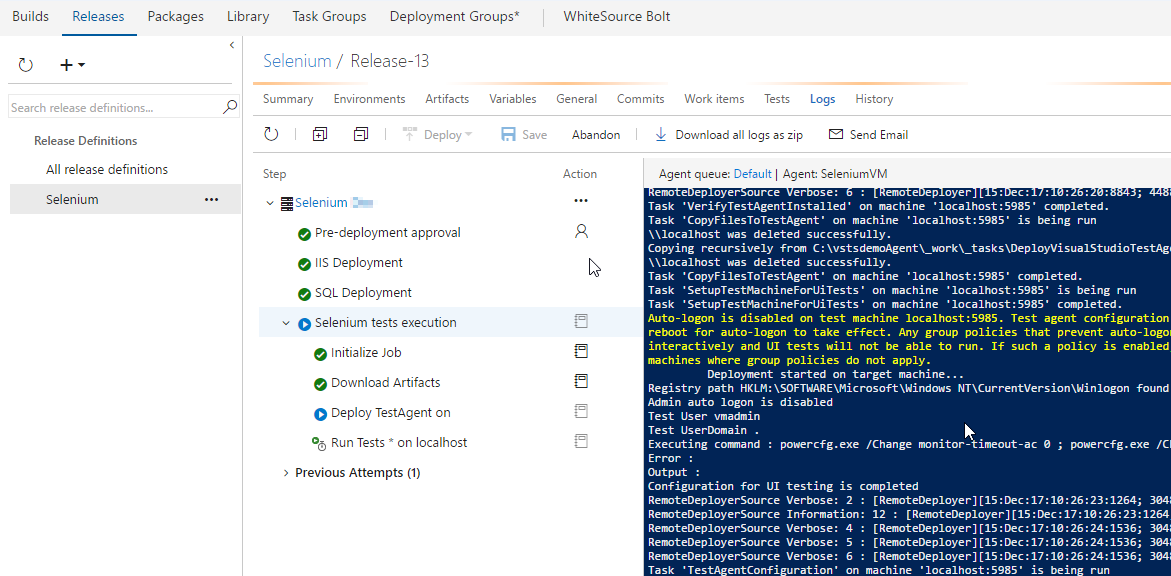 Builds Releases Packages Library Task Groups Deployment Groups* WhiteSource Bolt
Selenium / Release-13
Search release definitions...
Release Definitions
All release definitions
Selenium
Summary Environments Artifacts Variables General Commits Work items Tests Logs History
Deploy Save Abandon Download all logs as zip Send Email
Step Action
Selenium
Pre-deployment approval
IIS Deployment
SQL Deployment
Selenium tests execution
Initialize Job
Download Artifacts
Deploy TestAgent on
Run Tests * on localhost
Previous Attempts (1)
Agent queue: Default | Agent: SeleniumVM
RemoteDeployerSource Verbose: 6 : [RemoteDeployer][15:Dec:17:10:26:20:8843; 448
Task 'VerifyTestAgentInstalled' on machine 'localhost:5985' completed.
Task 'CopyFilesToTestAgent' on machine 'localhost:5985' is being run
\\localhost was deleted successfully.
Copying recursively from C:\vstsdemoAgent\_work\_tasks\DeployVisualStudioTestAg
\\localhost was deleted successfully.
Task 'CopyFilesToTestAgent' on machine 'localhost:5985' completed.
Task 'SetupTestMachineForUiTests' on machine 'localhost:5985' is being run
Task 'SetupTestMachineForUiTests' on machine 'localhost:5985' completed.
Auto-logon is disabled on test machine localhost:5985. Test agent configuration
reboot for auto-logon to take effect. Any group policies that prevent auto-logo
interactively and UI tests will not be able to run. If such a policy is enabled
machines where group policies do not apply.
Deployment started on target machine...
Registry path HKLM:\SOFTWARE\Microsoft\Windows NT\CurrentVersion\Winlogon found
Admin auto logon is disabled
Test User vmadmin
Test UserDomain .
Executing command : powercfg.exe /Change monitor-timeout-ac 0 ; powercfg.exe /C
Error :
Output :
Configuration for UI testing is completed
RemoteDeployerSource Verbose: 2 : [RemoteDeployer][15:Dec:17:10:26:23:1264; 304
RemoteDeployerSource Information: 12 : [RemoteDeployer][15:Dec:17:10:26:23:1264
RemoteDeployerSource Verbose: 4 : [RemoteDeployer][15:Dec:17:10:26:24:1536; 304
RemoteDeployerSource Verbose: 5 : [RemoteDeployer][15:Dec:17:10:26:24:1536; 304
RemoteDeployerSource Verbose: 6 : [RemoteDeployer][15:Dec:17:10:26:24:1536; 304
Task 'TestAgentConfiguration' on machine 'localhost:5985' is being run